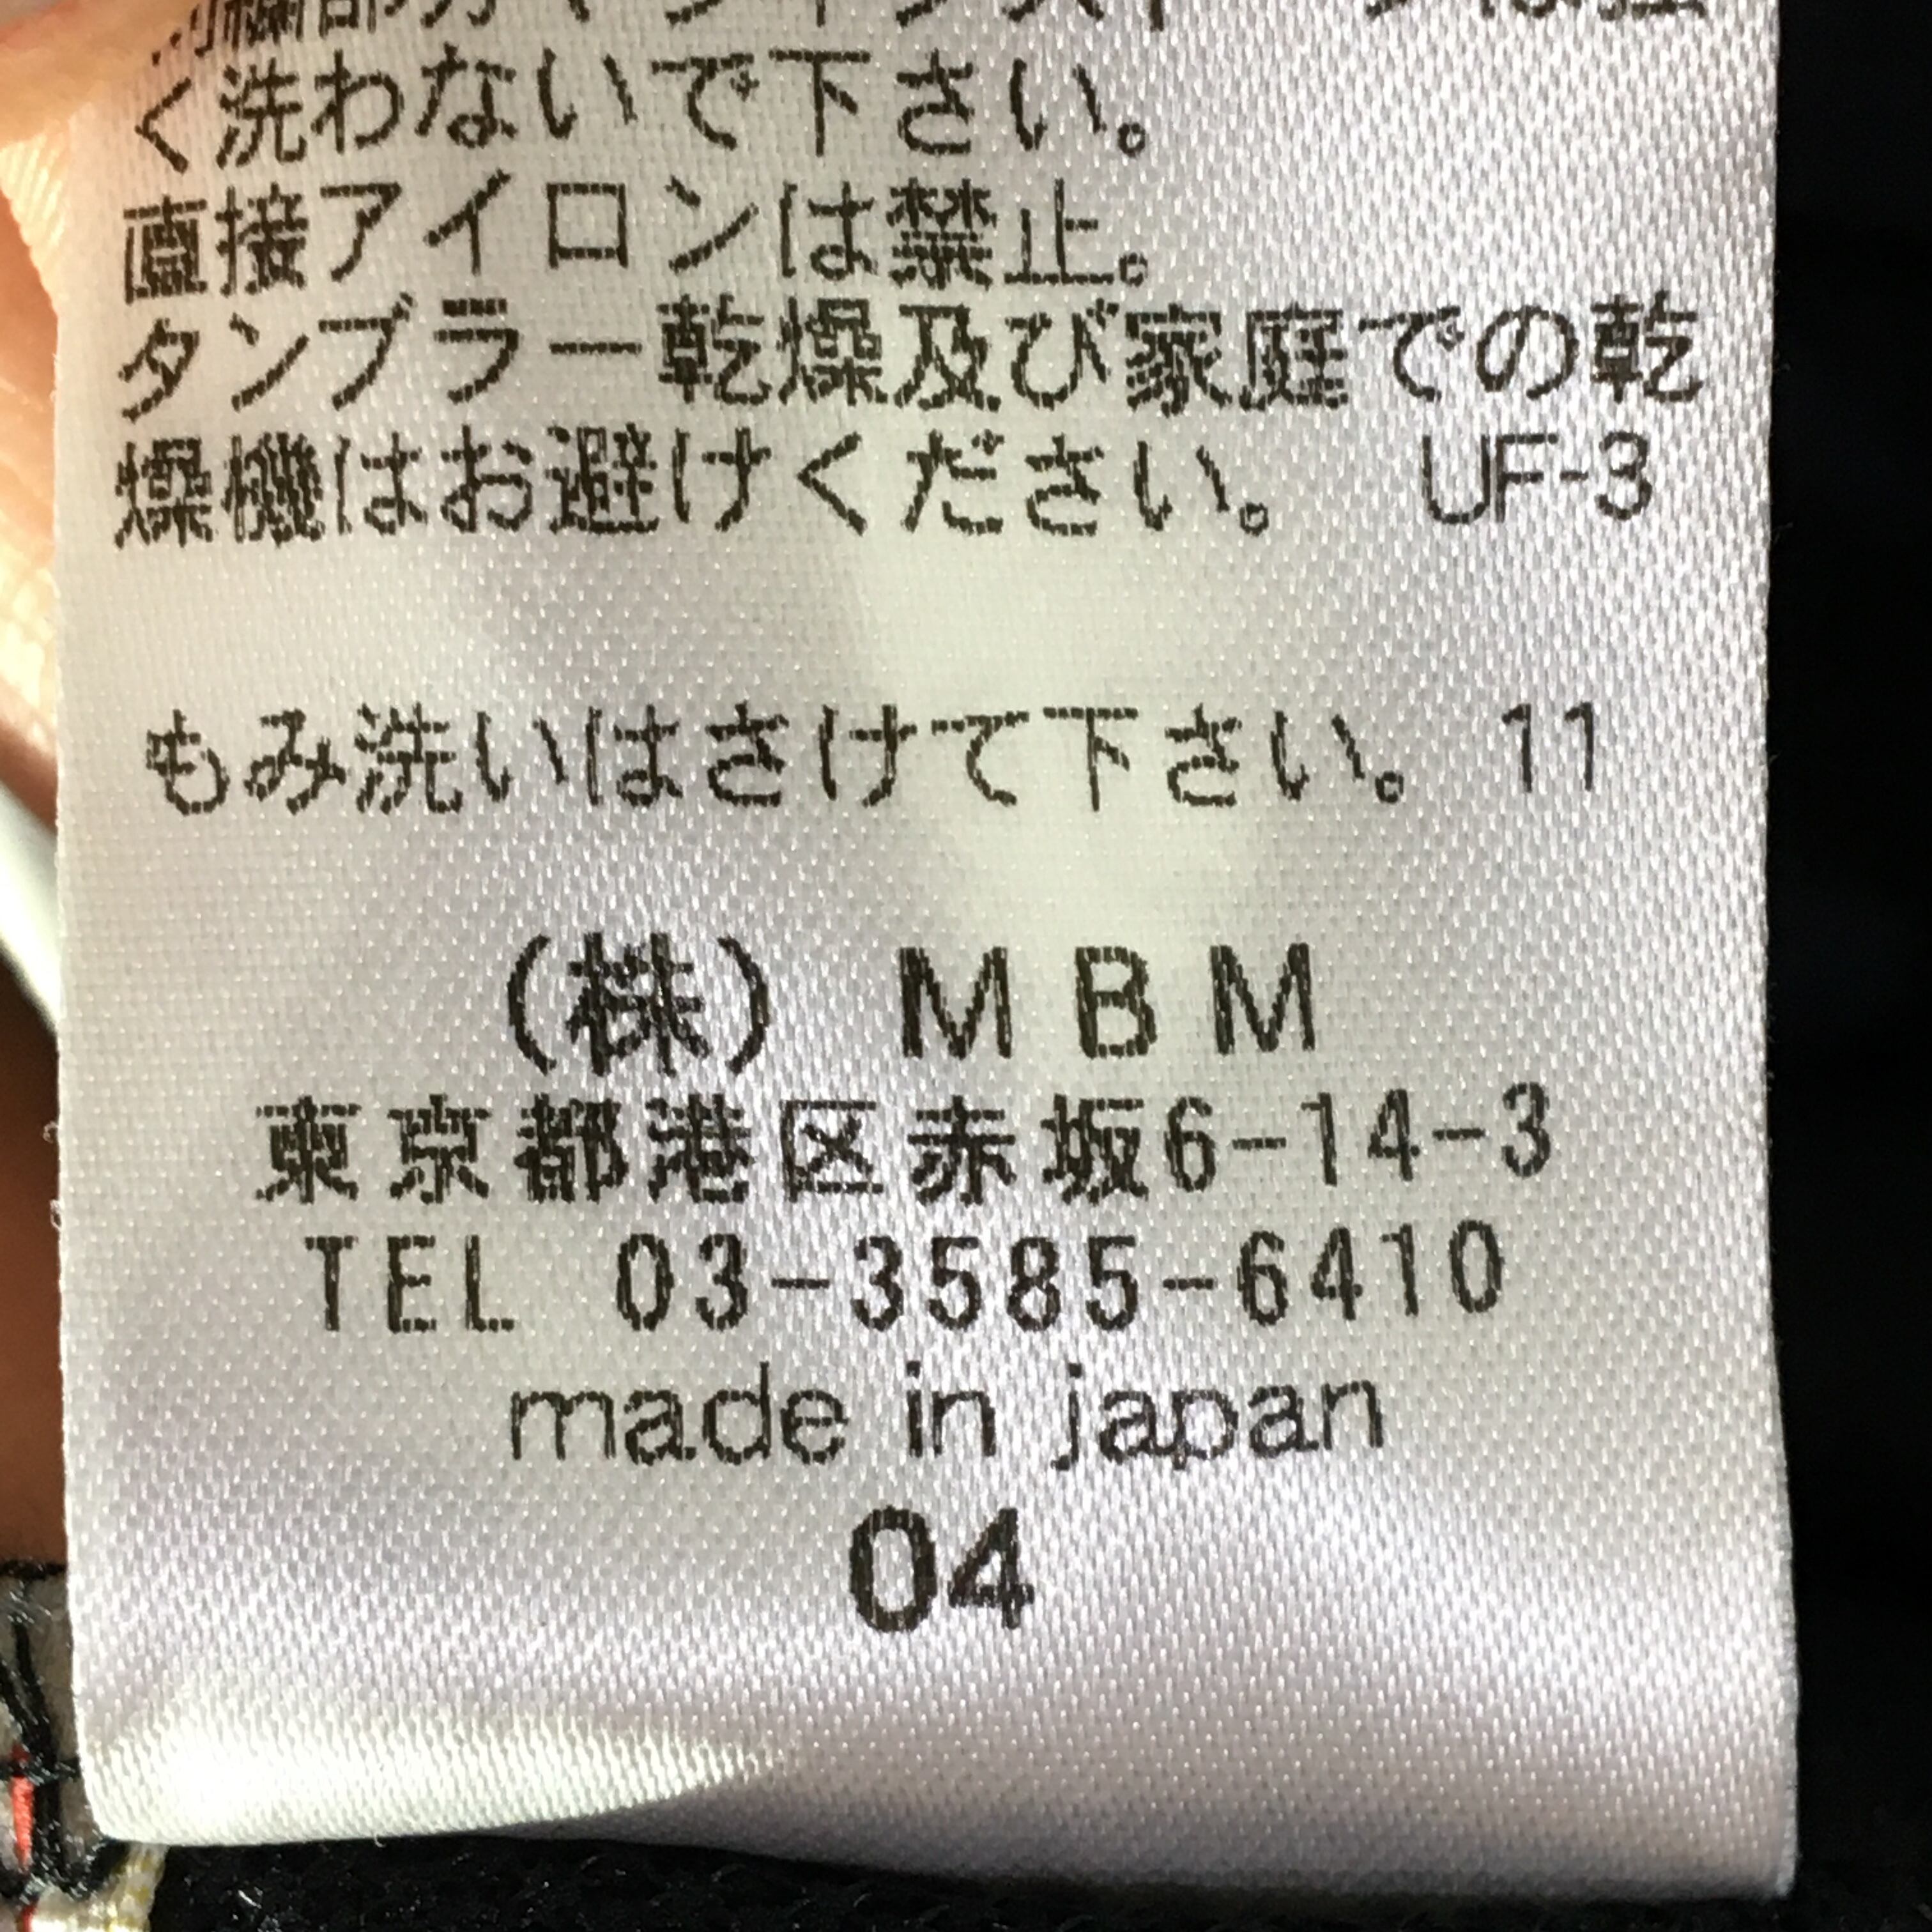 く洗わないで下さい。
直接アイロンは禁止。
タンブラー乾燥及び家庭での乾
燥機はお避けください。 UF-3
もみ洗いはさけて下さい。 11
(株) MBM
東京都港区赤坂6-14-3
TEL 03-3585-6410
made in japan
04